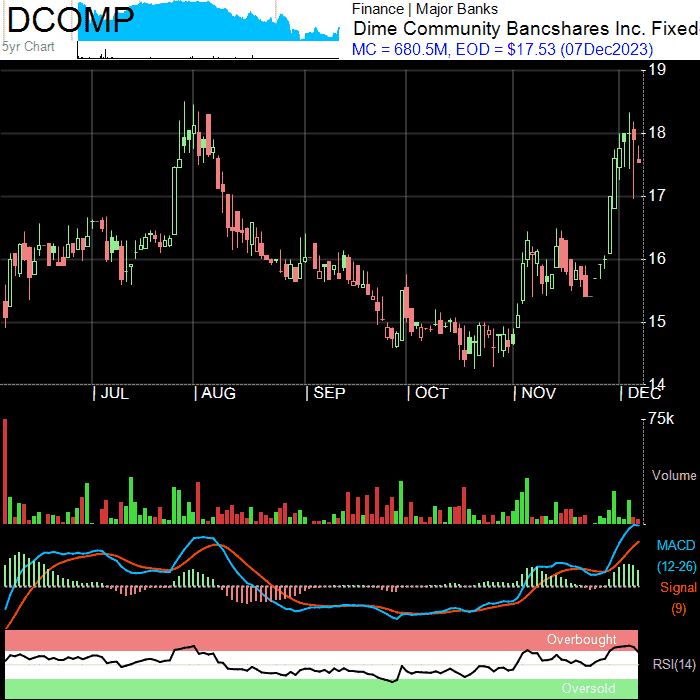 DCOMP
5yr Chart
Finance | Major Banks
Dime Community Bancshares Inc. Fixed
MC = 680.5M, EOD = $17.53 (07Dec2023)
19
18
17
16
15
14
| JUL | AUG | SEP | OCT | NOV | DEC
75k
Volume
MACD
(12-26)
Signal
(9)
Overbought
RSI(14)
Oversold